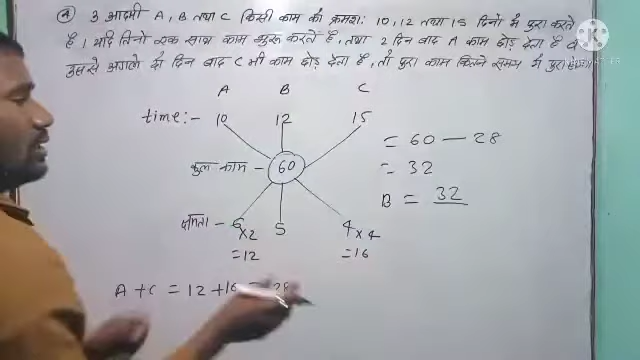 ④ 3 आदमी A, B तथा C किसी काम को क्रमशः 10, 12 तथा 15 दिनों में पुरा करते
है। यदि तिनो एक साथ काम शुरू करतें है, तथा 2 दिन बाद A काम छोड़ देता है व
उससे अगले दो दिन बाद C भी काम छोड़ देता है, तो पुरा काम कितने समय में पुरा
A B C
time:- 10 12 15
कुल काम - 60
क्षमता - 6 5 4
×2 ×4
=12 =16
A + C = 12 + 16 = 28
= 60 — 28
= 32
B = 32
KINEMASTER